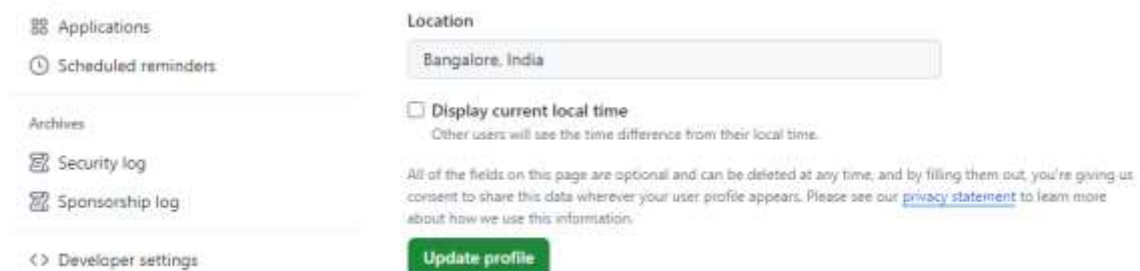 Applications
Scheduled reminders
Archives
Security log
Sponsorship log
<> Developer settings
Location
Bangalore, India
Display current local time
Other users will see the time difference from their local time.
All of the fields on this page are optional and can be deleted at any time, and by filling them out, you're giving us
consent to share this data wherever your user profile appears. Please see our privacy statement to learn more
about how we use this information.
Update profile